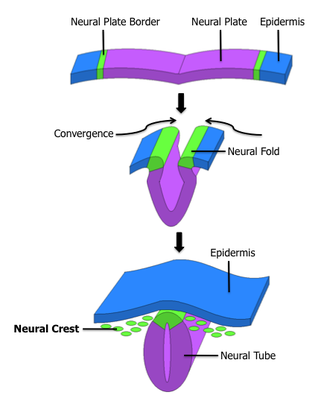 Neural Plate Border
Neural Plate
Epidermis
Convergence
Neural Fold
Epidermis
Neural Crest
Neural Tube